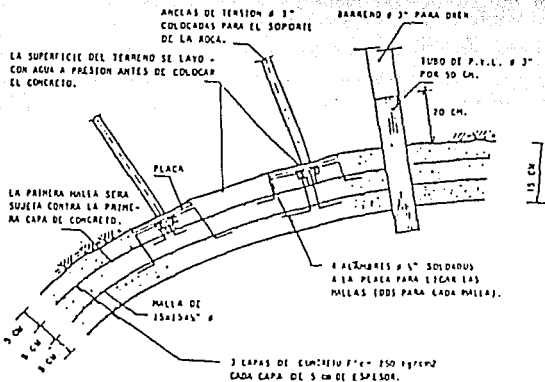 ANCLAS DE TENSION ø 3"
COLOCADAS PARA EL SOPORTE
DE LA ROCA.
BARRENO ø 3" PARA DREN
LA SUPERFICIE DEL TERRENO SE LAVO
CON AGUA A PRESION ANTES DE COLOCAR
EL CONCRETO.
TUBO DE P.V.C. ø 3"
POR 50 CM.
20 CM.
PLACA
LA PRIMERA MALLA SERA
SUJETA CONTRA LA PRIME-
RA CAPA DE CONCRETO.
15 CM
4 ALAMBRES ø ¼" SOLDADOS
A LA PLACA PARA LIGAR LAS
MALLAS (DOS PARA CADA MALLA).
MALLA DE
15x15x¼" ø
5 CM
5 CM
5 CM
3 CAPAS DE CONCRETO F'c= 250 kg/cm2
CADA CAPA DE 5 cm DE ESPESOR.